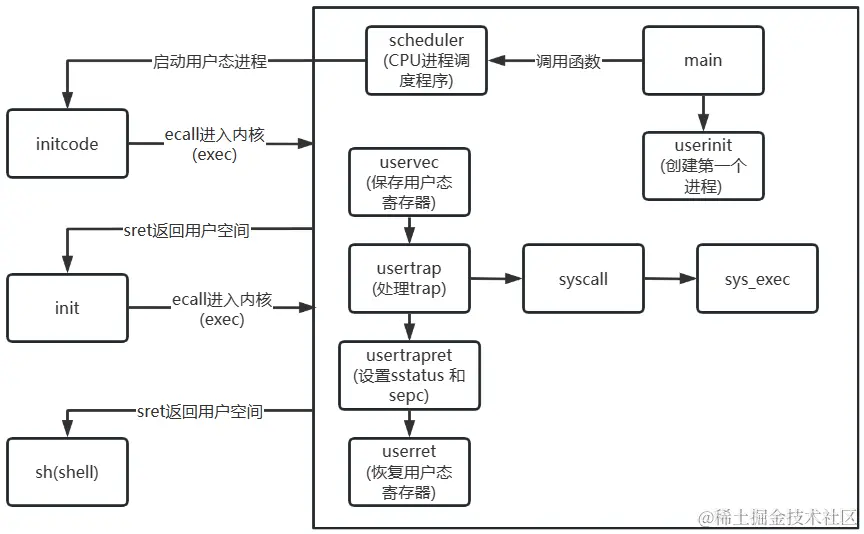 scheduler
(CPU进程调
度程序)
启动用户态进程
调用函数
main
initcode
ecall进入内核
(exec)
userinit
(创建第一个
进程)
uservec
(保存用户态
寄存器)
sret返回用户空间
usertrap
(处理trap)
syscall
sys_exec
init
ecall进入内核
(exec)
usertrapret
(设置sstatus 和
sepc)
sret返回用户空间
sh(shell)
userret
(恢复用户态
寄存器)
@稀土掘金技术社区